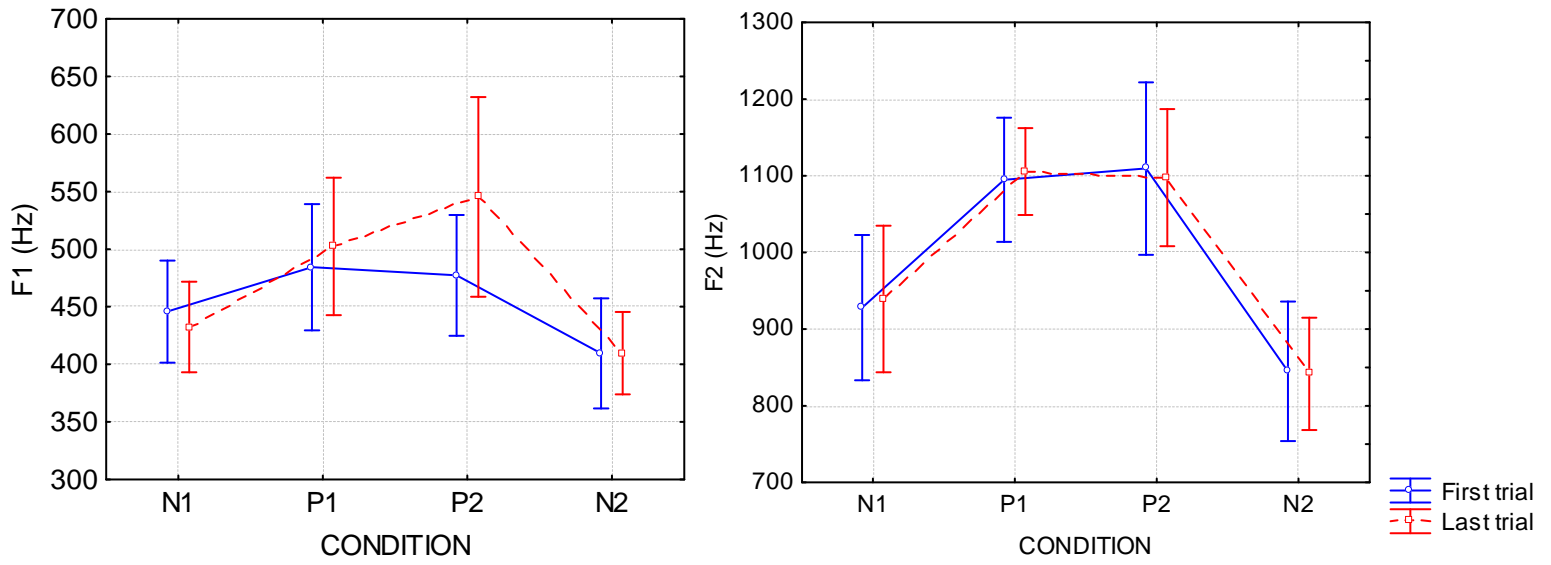 F1 (Hz)
700
650
600
550
500
450
400
350
300
N1 P1 P2 N2
CONDITION
F2 (Hz)
1300
1200
1100
1000
900
800
700
N1 P1 P2 N2
CONDITION
First trial
Last trial